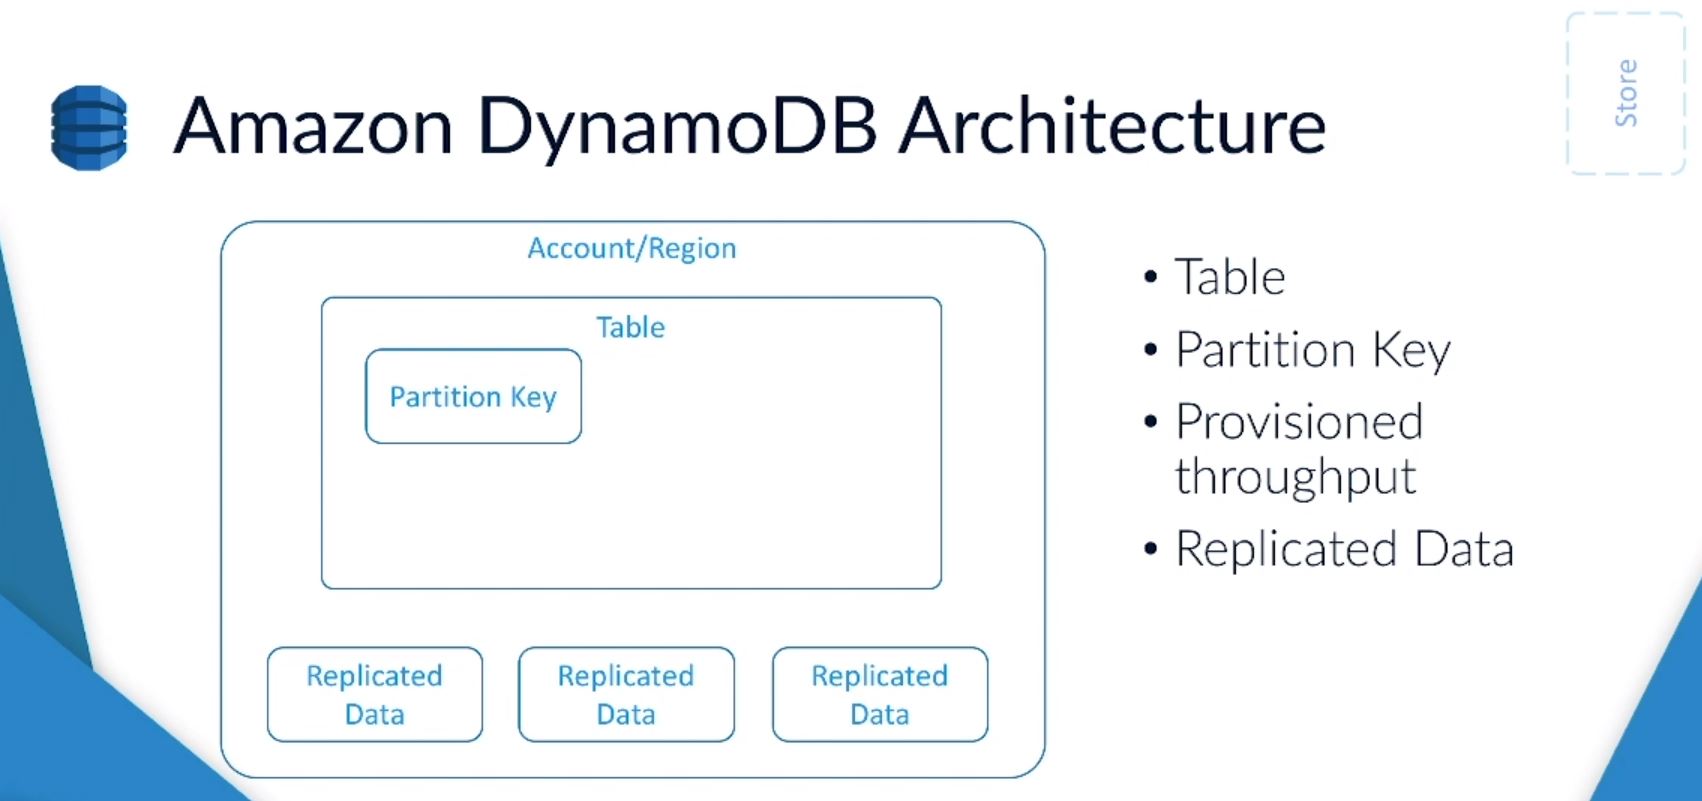 Amazon DynamoDB Architecture
Store
Account/Region
Table
Partition Key
Replicated
Data
Replicated
Data
Replicated
Data
• Table
• Partition Key
• Provisioned
throughput
• Replicated Data